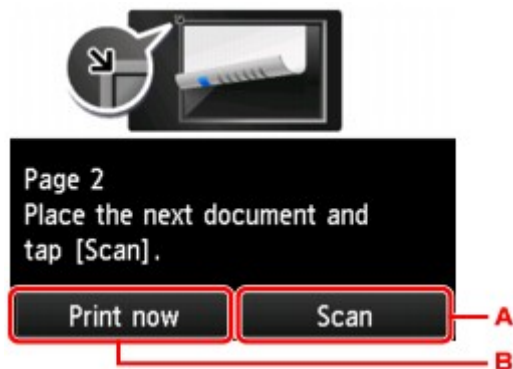 Page 2
Place the next document and
tap [Scan].
Print now Scan
A
B